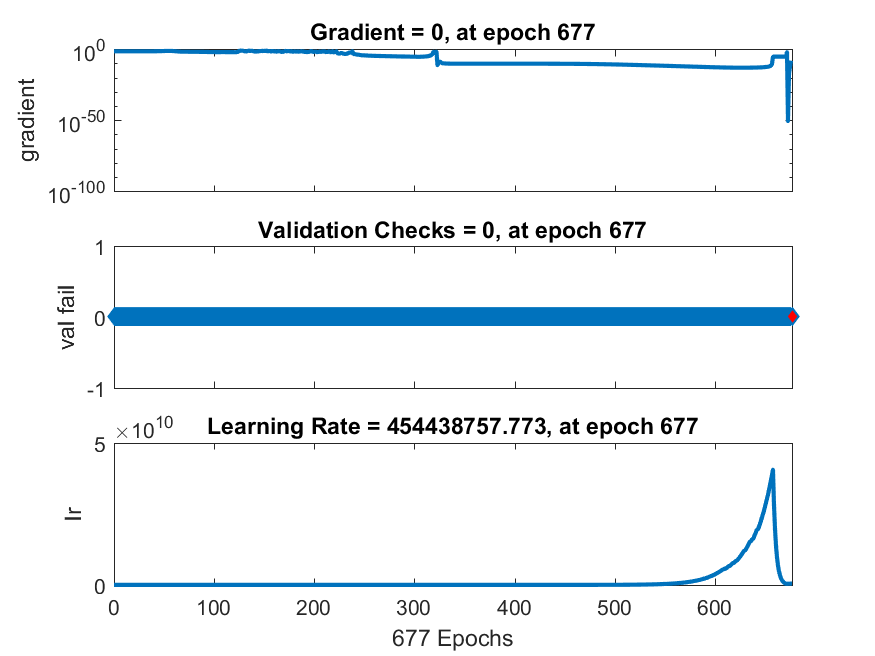 Gradient = 0, at epoch 677
10^0
10^-50
10^-100
gradient
Validation Checks = 0, at epoch 677
1
0
-1
val fail
×10^10
Learning Rate = 454438757.773, at epoch 677
5
0
lr
0 100 200 300 400 500 600
677 Epochs